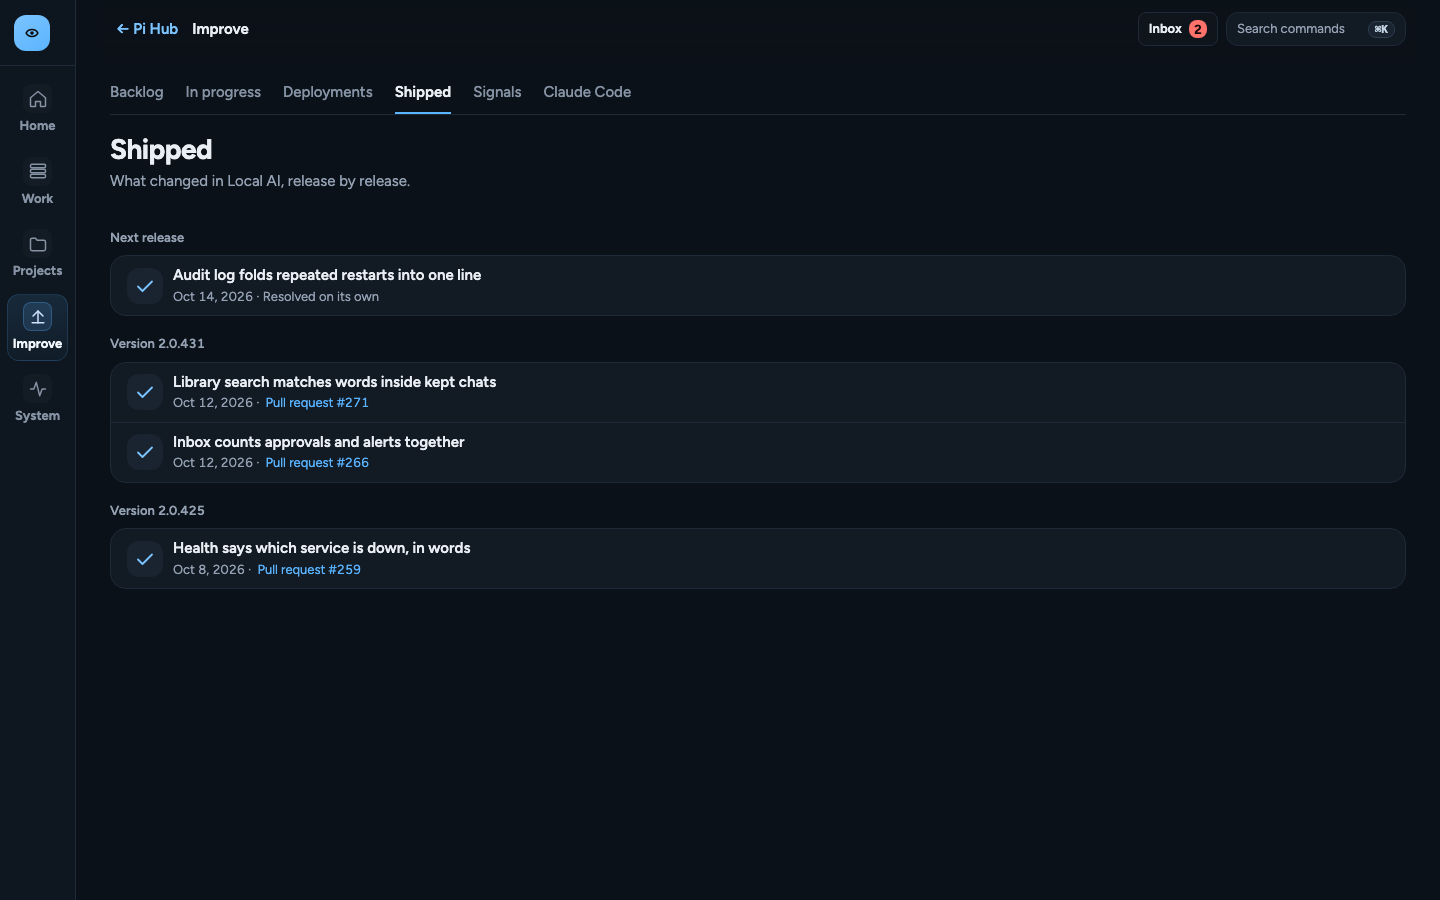 ← Pi Hub Improve
Inbox 2
Search commands ⌘K
Home
Work
Projects
Improve
System
Backlog In progress Deployments Shipped Signals Claude Code
Shipped
What changed in Local AI, release by release.
Next release
Audit log folds repeated restarts into one line
Oct 14, 2026 · Resolved on its own
Version 2.0.431
Library search matches words inside kept chats
Oct 12, 2026 · Pull request #271
Inbox counts approvals and alerts together
Oct 12, 2026 · Pull request #266
Version 2.0.425
Health says which service is down, in words
Oct 8, 2026 · Pull request #259